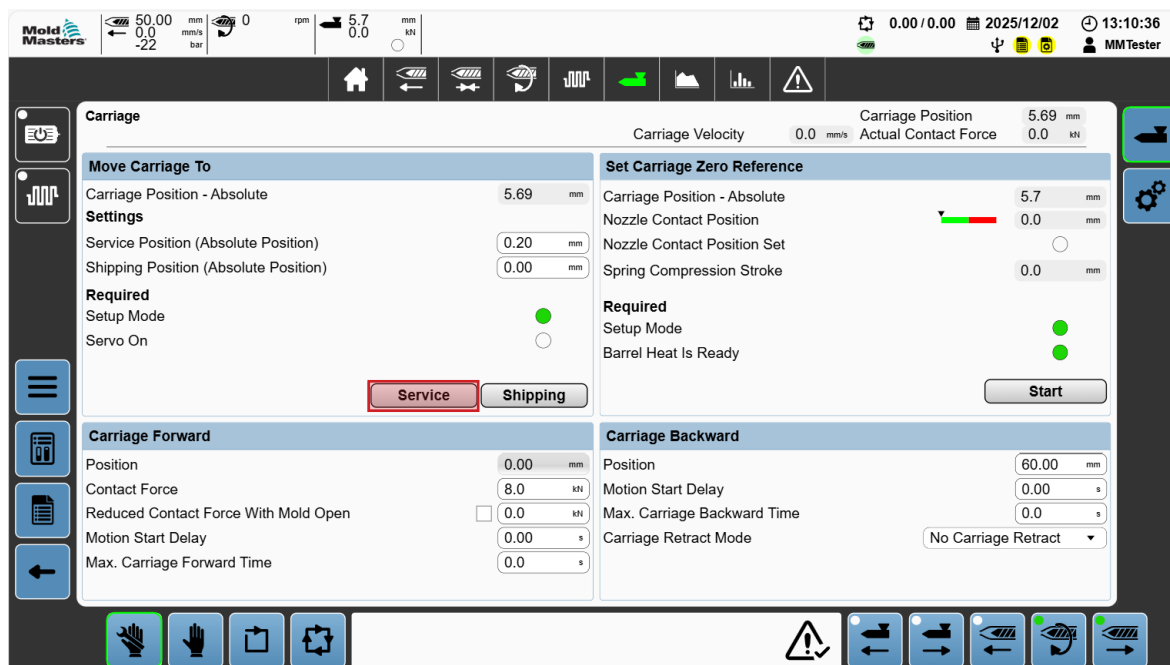 Mold Masters
50.00 mm
0.0 mm/s
-22 bar
0 rpm
5.7 mm
0.0 kN
0.00 / 0.00 2025/12/02 13:10:36
MMTester
Carriage
Carriage Position 5.69 mm
Carriage Velocity 0.0 mm/s Actual Contact Force 0.0 kN
Move Carriage To
Carriage Position - Absolute 5.69 mm
Settings
Service Position (Absolute Position) 0.20 mm
Shipping Position (Absolute Position) 0.00 mm
Required
Setup Mode
Servo On
Service Shipping
Set Carriage Zero Reference
Carriage Position - Absolute 5.7 mm
Nozzle Contact Position 0.0 mm
Nozzle Contact Position Set
Spring Compression Stroke 0.0 mm
Required
Setup Mode
Barrel Heat Is Ready
Start
Carriage Forward
Position 0.00 mm
Contact Force 8.0 kN
Reduced Contact Force With Mold Open 0.0 kN
Motion Start Delay 0.00 s
Max. Carriage Forward Time 0.0 s
Carriage Backward
Position 60.00 mm
Motion Start Delay 0.00 s
Max. Carriage Backward Time 0.0 s
Carriage Retract Mode No Carriage Retract